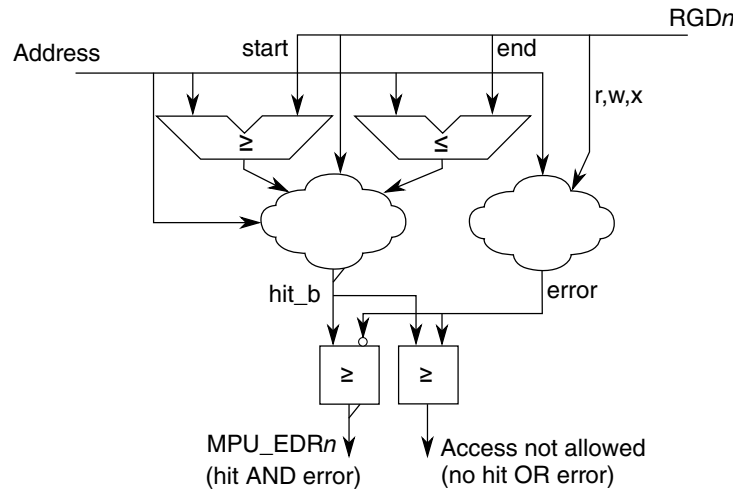 RGDn
Address
start
end
r,w,x
≥
≤
hit_b
error
≥
≥
MPU_EDRn
(hit AND error)
Access not allowed
(no hit OR error)